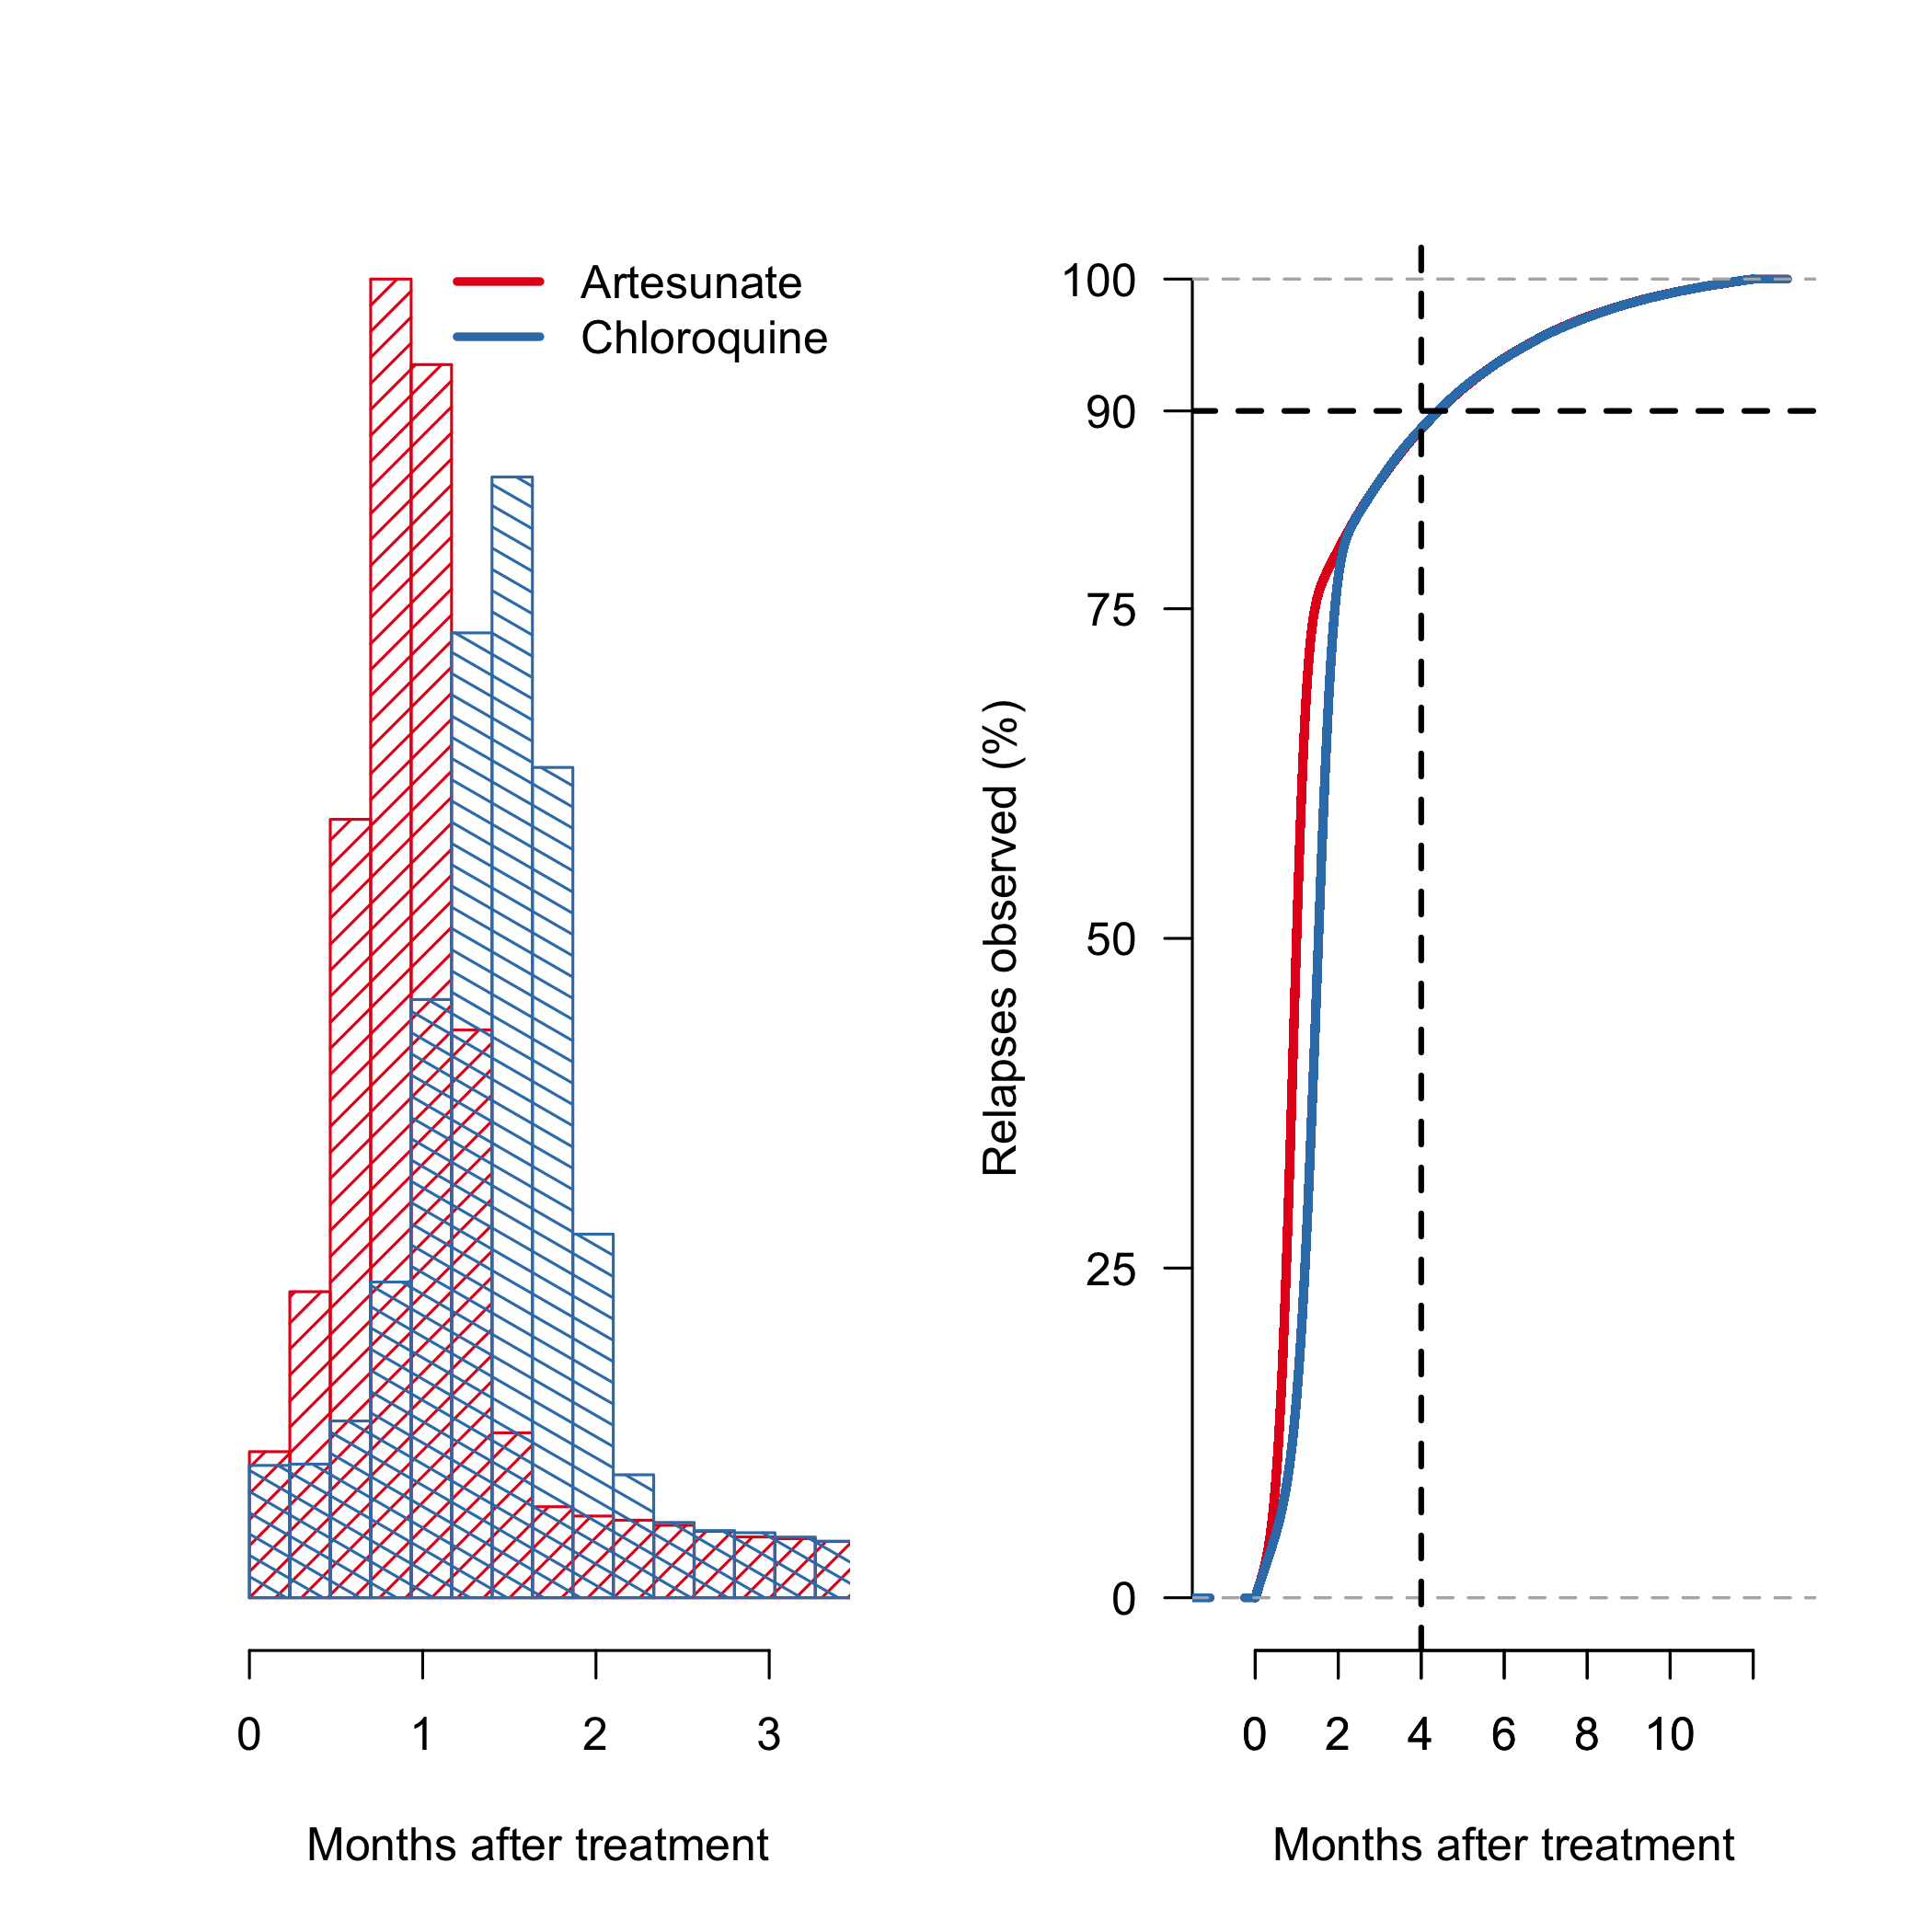 Artesunate
Chloroquine
0 1 2 3
Months after treatment
Relapses observed (%)
100
90
75
50
25
0
0 2 4 6 8 10
Months after treatment